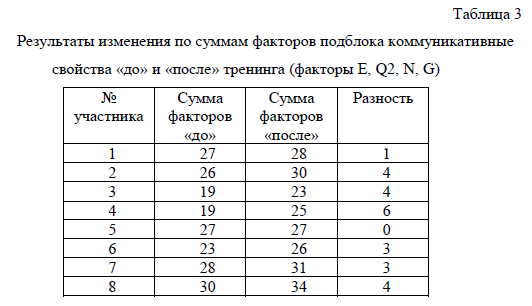 Таблица 3
Результаты изменения по суммам факторов подблока коммуникативные
свойства «до» и «после» тренинга (факторы E, Q2, N, G)
№ участника Сумма факторов «до» Сумма факторов «после» Разность
1 27 28 1
2 26 30 4
3 19 23 4
4 19 25 6
5 27 27 0
6 23 26 3
7 28 31 3
8 30 34 4